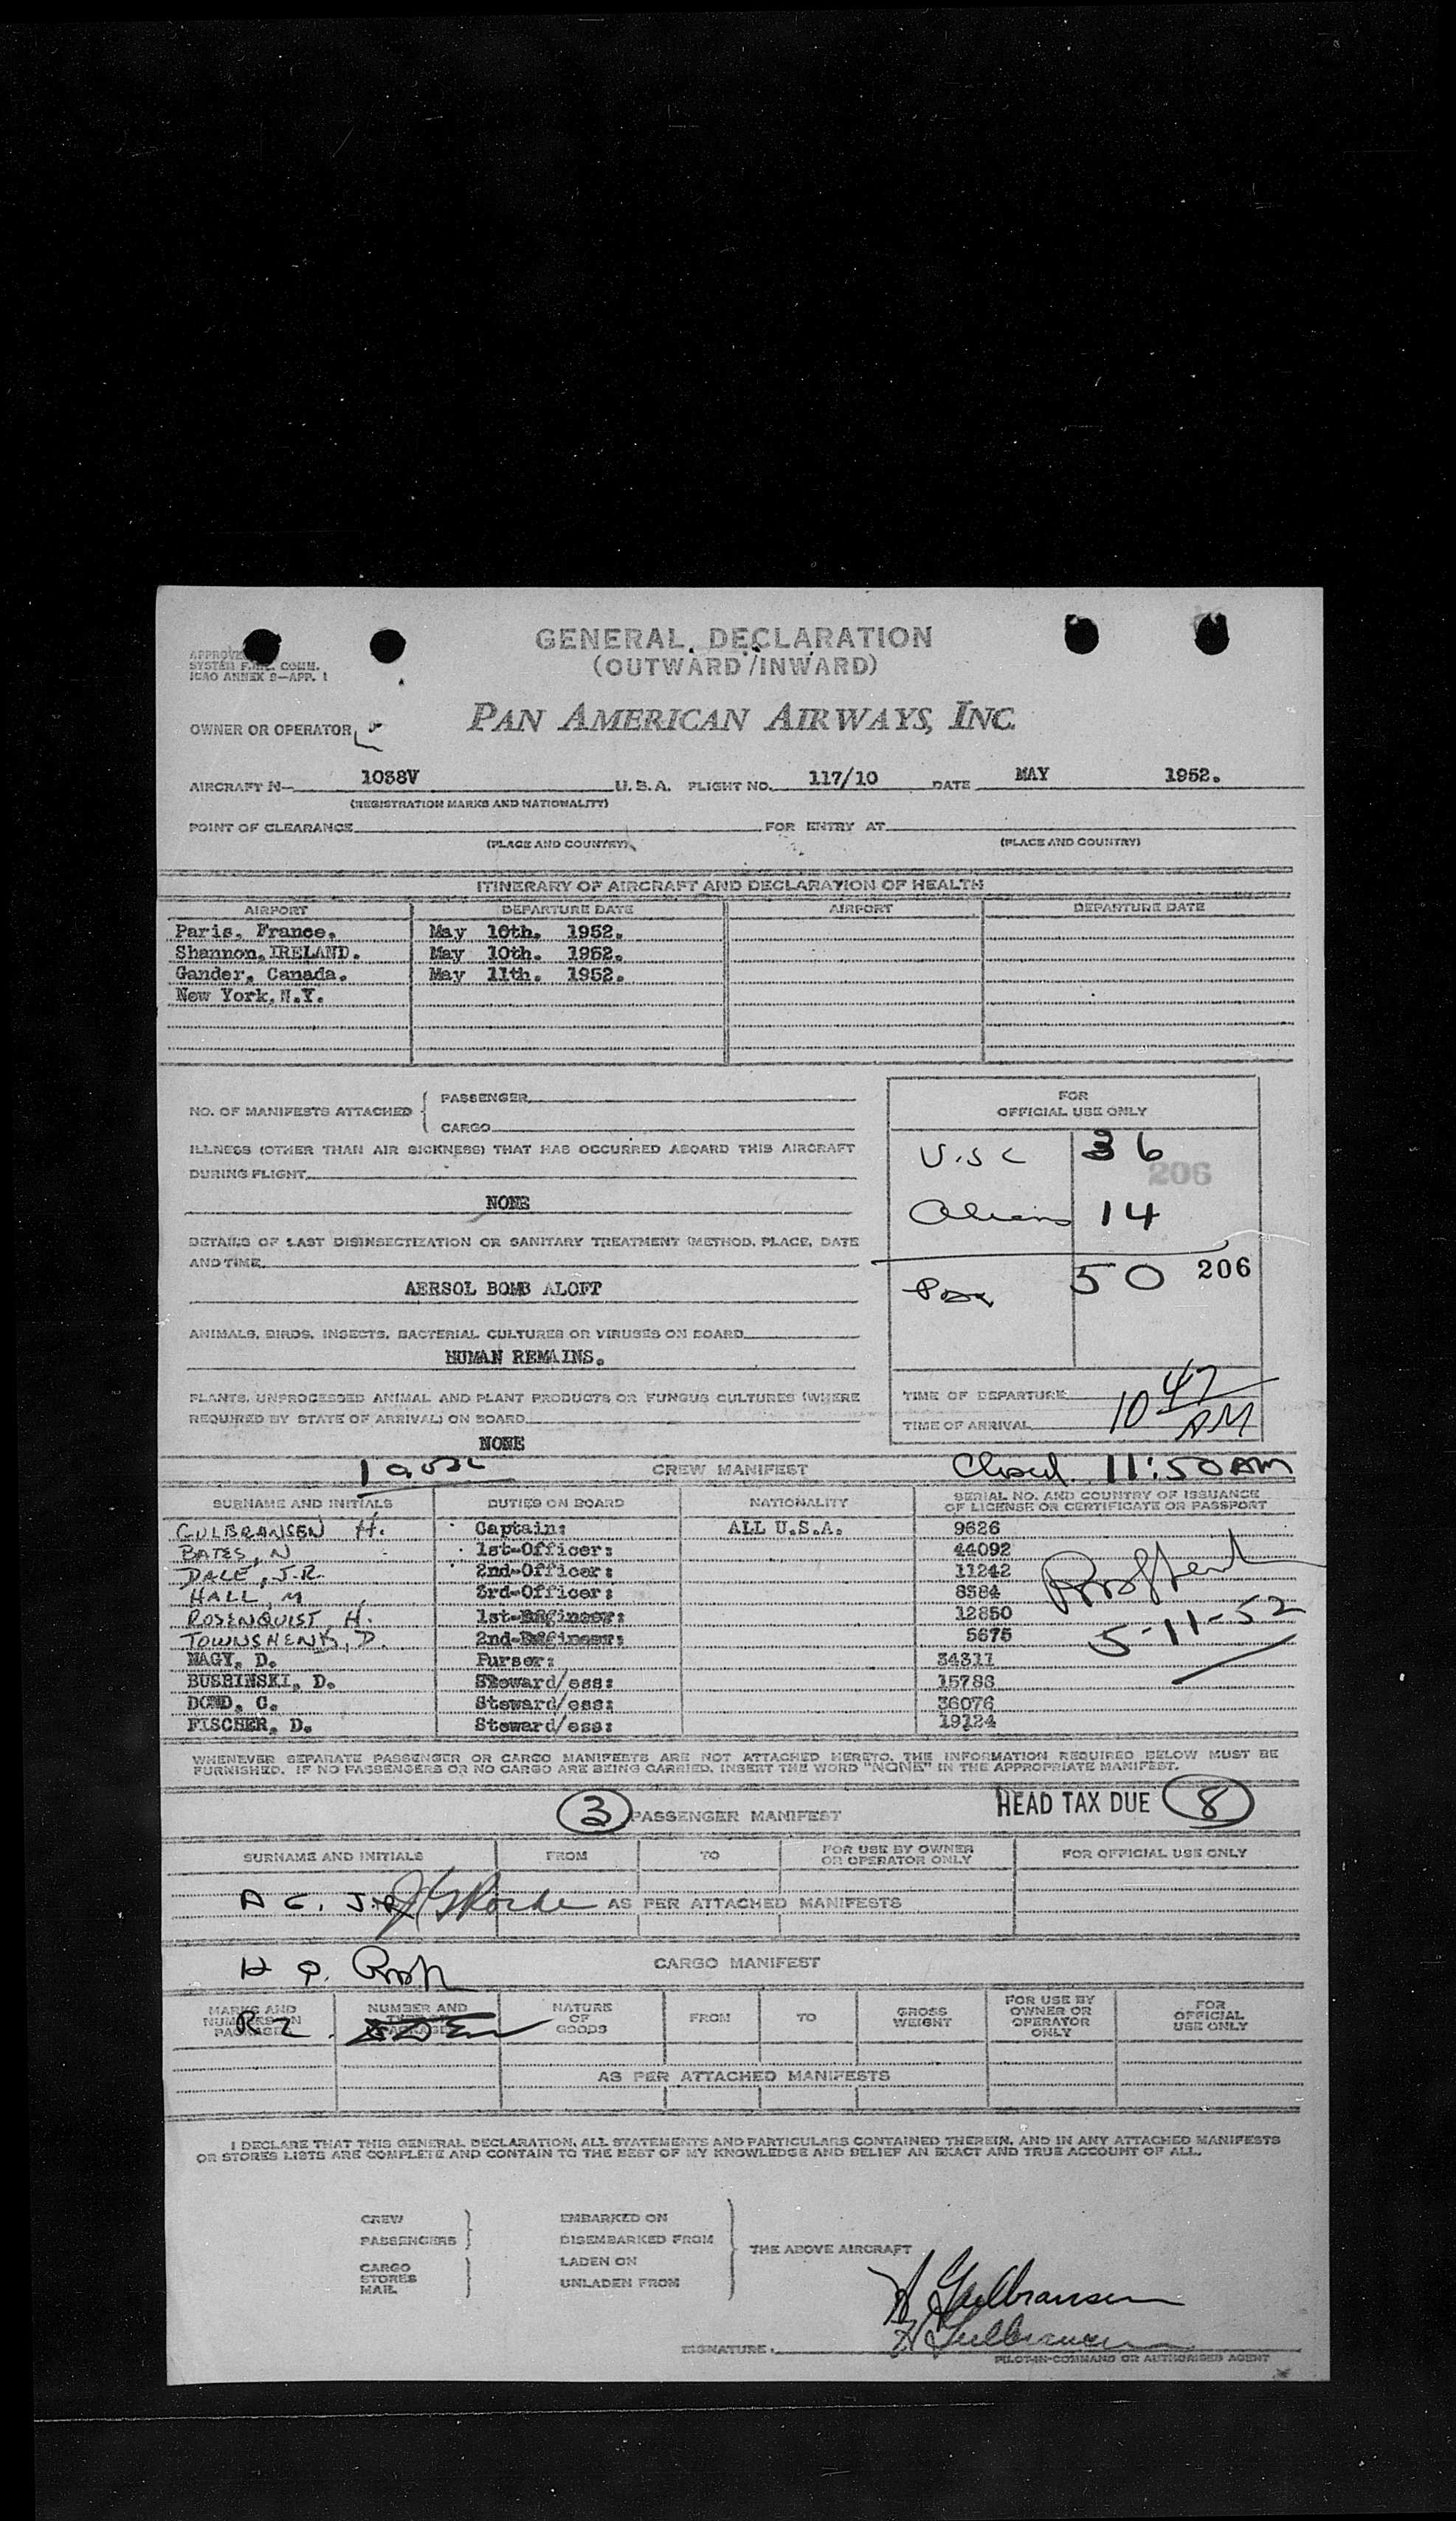 GENERAL DECLARATION
(OUTWARD/INWARD)
SYSTEM COMM.
ICAO ANNEX 9—APP. 1
OWNER OR OPERATOR PAN AMERICAN AIRWAYS, INC.
AIRCRAFT N— 1038V U.S.A. FLIGHT NO. 117/10 DATE MAY 1952.
(REGISTRATION MARKS AND NATIONALITY)
POINT OF CLEARANCE FOR ENTRY AT
(PLACE AND COUNTRY) (PLACE AND COUNTRY)
ITINERARY OF AIRCRAFT AND DECLARATION OF HEALTH
AIRPORT DEPARTURE DATE AIRPORT DEPARTURE DATE
Paris, France. May 10th. 1952.
Shannon, IRELAND. May 10th. 1952.
Gander, Canada. May 11th. 1952.
New York, N.Y.
NO. OF MANIFESTS ATTACHED { PASSENGER
CARGO
ILLNESS (OTHER THAN AIR SICKNESS) THAT HAS OCCURRED ABOARD THIS AIRCRAFT
DURING FLIGHT
NONE
DETAILS OF LAST DISINSECTIZATION OR SANITARY TREATMENT (METHOD, PLACE, DATE
AND TIME
AERSOL BOMB ALOFT
ANIMALS, BIRDS, INSECTS, BACTERIAL CULTURES OR VIRUSES ON BOARD
HUMAN REMAINS.
PLANTS, UNPROCESSED ANIMAL AND PLANT PRODUCTS OR FUNGUS CULTURES (WHERE
REQUIRED BY STATE OF ARRIVAL) ON BOARD
NONE
FOR
OFFICIAL USE ONLY
U.S C 36
206
Aliens 14
Pax 50 206
TIME OF DEPARTURE
TIME OF ARRIVAL 10 47 AM
CREW MANIFEST Closed 11:50 AM
SURNAME AND INITIALS DUTIES ON BOARD NATIONALITY SERIAL NO. AND COUNTRY OF ISSUANCE
OF LICENSE OR CERTIFICATE OR PASSPORT
GULBRANSEN H. Captain: ALL U.S.A. 9626
BATES, N 1st-Officer: 44092
DALE, J.R. 2nd-Officer: 11242
HALL, M 3rd-Officer: 8584
ROSENQUIST H. 1st-Engineer: 12850
TOWNSHEND, D. 2nd-Engineer: 5675
NAGY, D. Purser: 34311
BUSHINSKI, D. Steward/ess: 15786
DOND, C. Steward/ess: 36076
FISCHER, D. Steward/ess: 19124
5-11-52
WHENEVER SEPARATE PASSENGER OR CARGO MANIFESTS ARE NOT ATTACHED HERETO, THE INFORMATION REQUIRED BELOW MUST BE
FURNISHED. IF NO PASSENGERS OR NO CARGO ARE BEING CARRIED, INSERT THE WORD "NONE" IN THE APPROPRIATE MANIFEST.
3 PASSENGER MANIFEST HEAD TAX DUE 8
SURNAME AND INITIALS FROM TO FOR USE BY OWNER
OR OPERATOR ONLY FOR OFFICIAL USE ONLY
AS PER ATTACHED MANIFESTS
CARGO MANIFEST
MARKS AND
NUMBERS ON
PACKAGES
NUMBER AND
NATURE
OF
GOODS
FROM TO GROSS
WEIGHT
FOR USE BY
OWNER OR
OPERATOR
ONLY
FOR
OFFICIAL
USE ONLY
AS PER ATTACHED MANIFESTS
I DECLARE THAT THIS GENERAL DECLARATION, ALL STATEMENTS AND PARTICULARS CONTAINED THEREIN, AND IN ANY ATTACHED MANIFESTS
OR STORES LISTS ARE COMPLETE AND CONTAIN TO THE BEST OF MY KNOWLEDGE AND BELIEF AN EXACT AND TRUE ACCOUNT OF ALL.
CREW
PASSENGERS
CARGO
STORES
MAIL
EMBARKED ON
DISEMBARKED FROM
LADEN ON
UNLADEN FROM
THE ABOVE AIRCRAFT
H Gulbransen
H Gulbransen
SIGNATURE.
PILOT-IN-COMMAND OR AUTHORISED AGENT